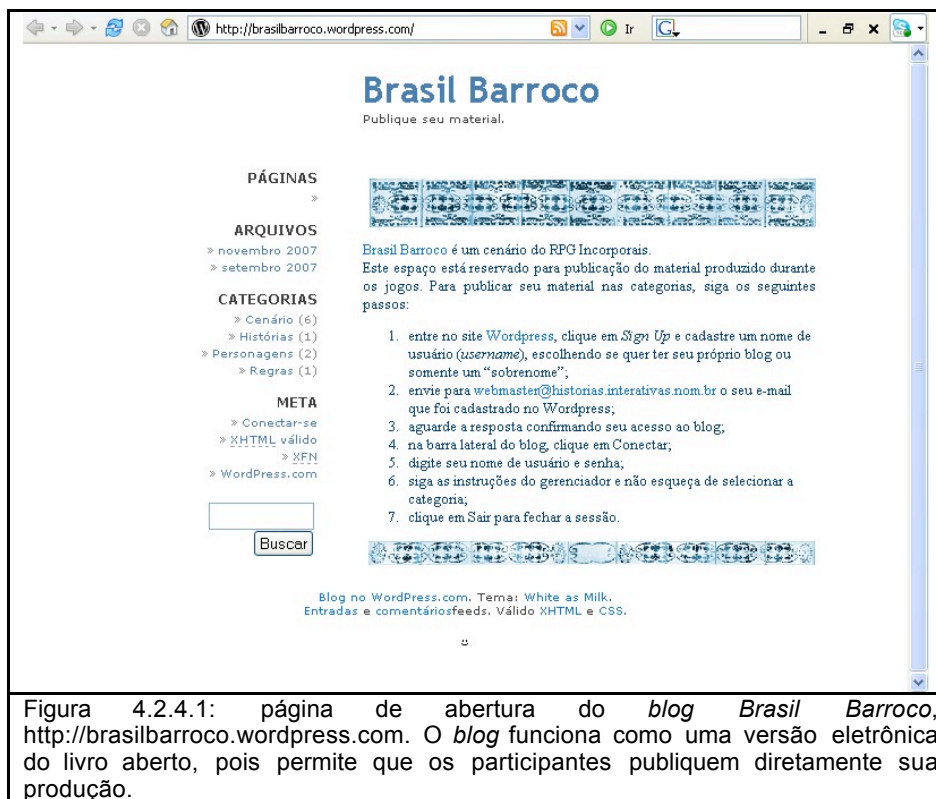 http://brasilbarroco.wordpress.com/
Ir
G
Brasil Barroco
Publique seu material.
PÁGINAS
»
ARQUIVOS
» novembro 2007
» setembro 2007
CATEGORIAS
» Cenário (6)
» Histórias (1)
» Personagens (2)
» Regras (1)
META
» Conectar-se
» XHTML válido
» XFN
» WordPress.com
Buscar
Brasil Barroco é um cenário do RPG Incorporais.
Este espaço está reservado para publicação do material produzido durante
os jogos. Para publicar seu material nas categorias, siga os seguintes
passos:
1. entre no site Wordpress, clique em Sign Up e cadastre um nome de
usuário (username), escolhendo se quer ter seu próprio blog ou
somente um “sobrenome”;
2. envie para webmaster@historias.interativas.nom.br o seu e-mail
que foi cadastrado no Wordpress;
3. aguarde a resposta confirmando seu acesso ao blog;
4. na barra lateral do blog, clique em Conectar;
5. digite seu nome de usuário e senha;
6. siga as instruções do gerenciador e não esqueça de selecionar a
categoria;
7. clique em Sair para fechar a sessão.
Blog no WordPress.com. Tema: White as Milk.
Entradas e comentáriosfeeds. Válido XHTML e CSS.
Figura 4.2.4.1: página de abertura do blog Brasil Barroco,
http://brasilbarroco.wordpress.com. O blog funciona como uma versão eletrônica
do livro aberto, pois permite que os participantes publiquem diretamente sua
produção.